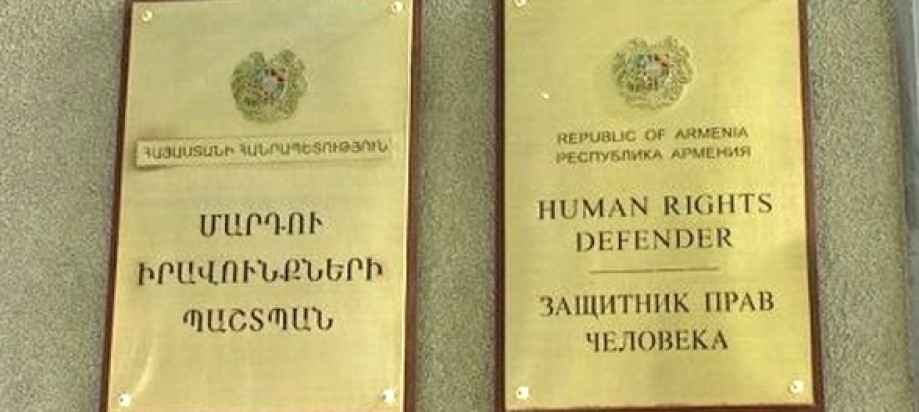 ՀԱՅԱՍՏԱՆԻ ՀԱՆՐԱՊԵՏՈՒԹՅՈՒՆ
ՄԱՐԴՈՒ
ԻՐԱՎՈՒՆՔՆԵՐԻ
ՊԱՇՏՊԱՆ
REPUBLIC OF ARMENIA
РЕСПУБЛИКА АРМЕНИЯ
HUMAN RIGHTS
DEFENDER
ЗАЩИТНИК ПРАВ
ЧЕЛОВЕКА